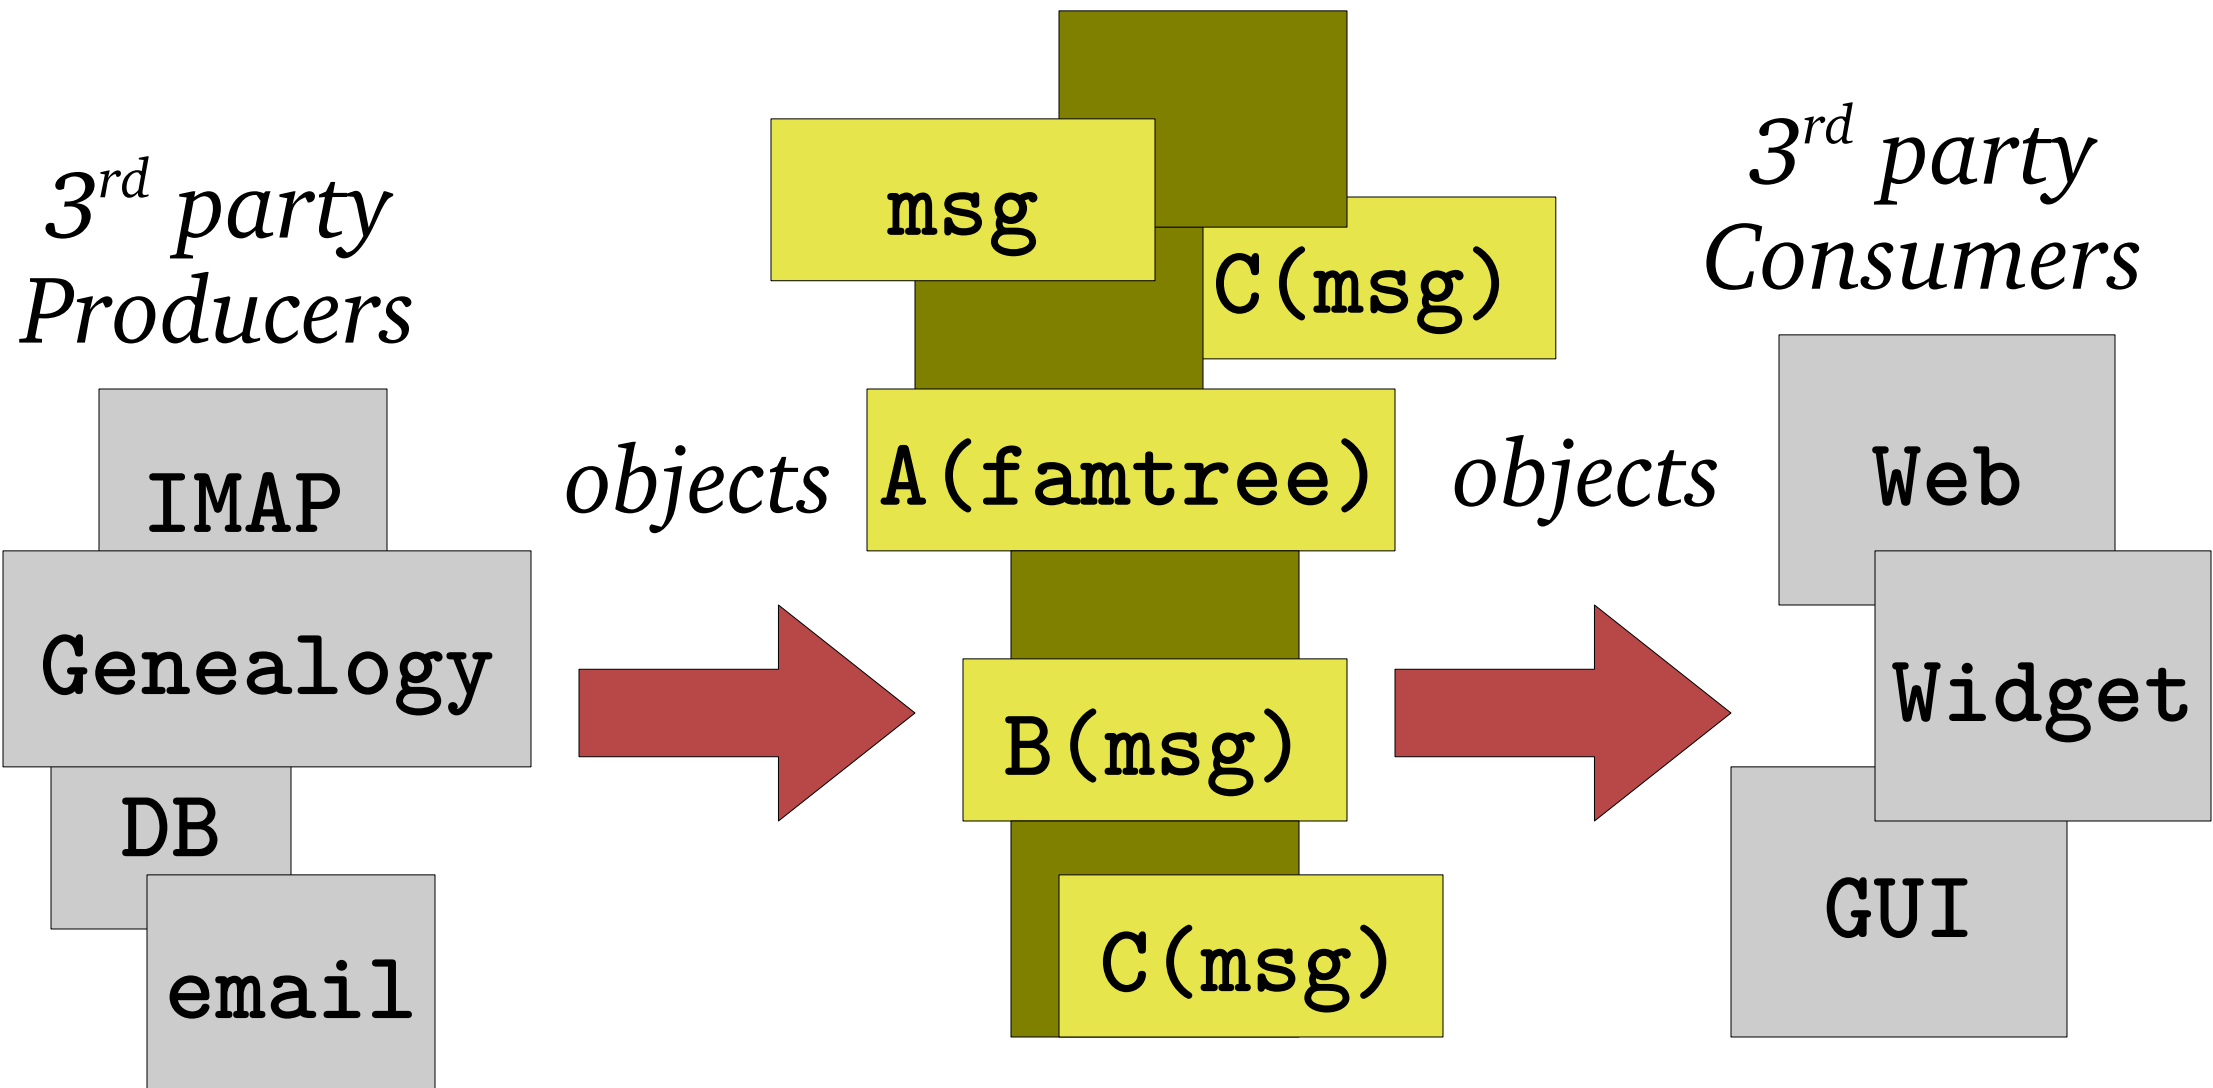 3rd party
Producers
IMAP
Genealogy
DB
email
objects
msg
C(msg)
A(famtree)
B(msg)
C(msg)
objects
3rd party
Consumers
Web
Widget
GUI